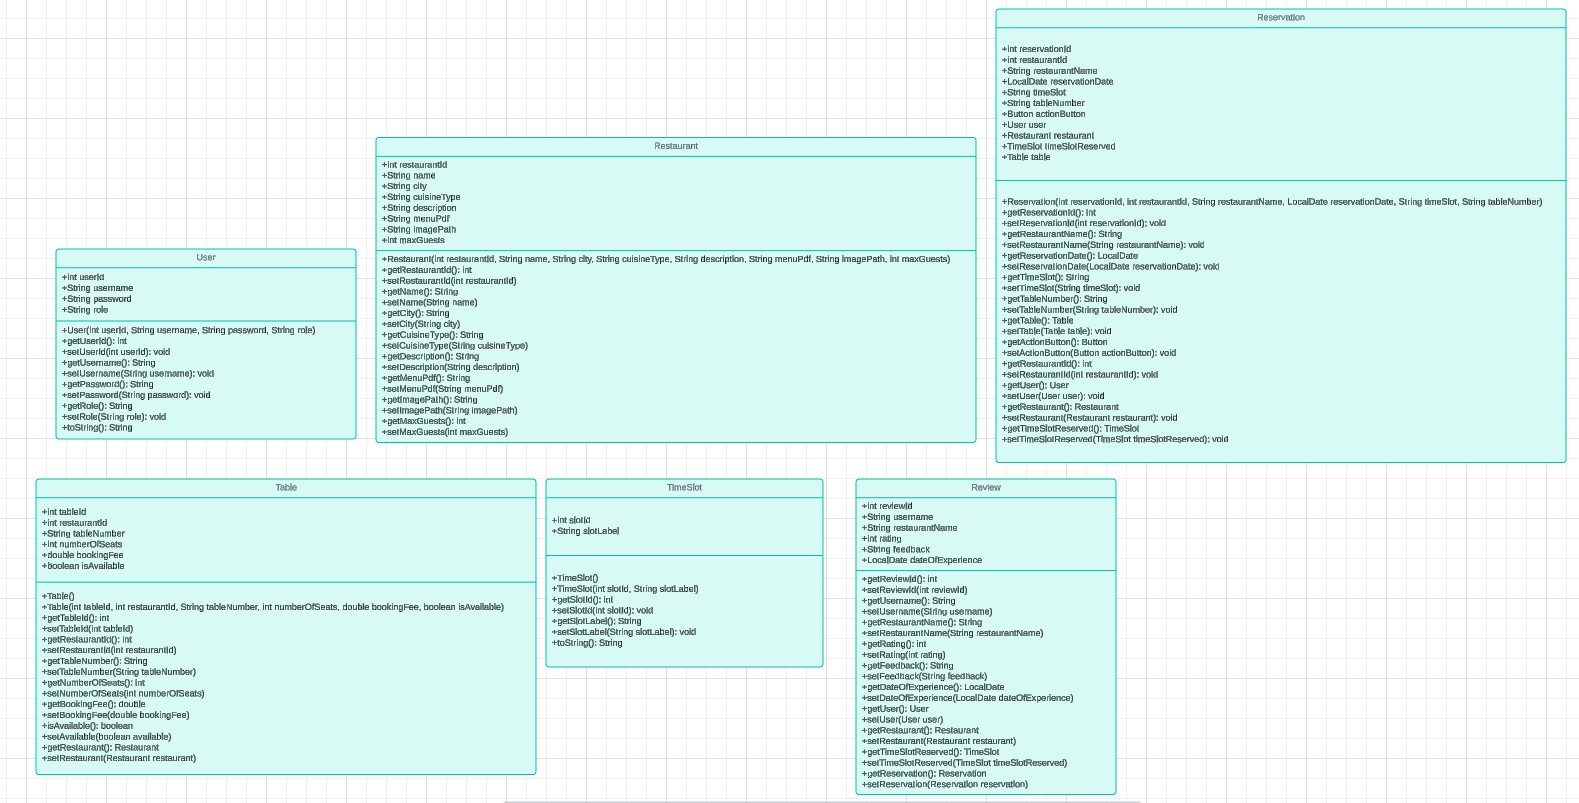 User
+int userId
+String username
+String password
+String role
+User(int userId, String username, String password, String role)
+getUserId(): int
+setUserId(int userId): void
+getUsername(): String
+setUsername(String username): void
+getPassword(): String
+setPassword(String password): void
+getRole(): String
+setRole(String role): void
+toString(): String
Restaurant
+int restaurantId
+String name
+String city
+String cuisineType
+String description
+String menuPdf
+String imagePath
+int maxGuests
+Restaurant(int restaurantId, String name, String city, String cuisineType, String description, String menuPdf, String imagePath, int maxGuests)
+getRestaurantId(): int
+setRestaurantId(int restaurantId)
+getName(): String
+setName(String name)
+getCity(): String
+setCity(String city)
+getCuisineType(): String
+setCuisineType(String cuisineType)
+getDescription(): String
+setDescription(String description)
+getMenuPdf(): String
+setMenuPdf(String menuPdf)
+getImagePath(): String
+setImagePath(String imagePath)
+getMaxGuests(): int
+setMaxGuests(int maxGuests)
Reservation
+int reservationId
+int restaurantId
+String restaurantName
+LocalDate reservationDate
+String timeSlot
+String tableNumber
+Button actionButton
+User user
+Restaurant restaurant
+TimeSlot timeSlotReserved
+Table table
+Reservation(int reservationId, int restaurantId, String restaurantName, LocalDate reservationDate, String timeSlot, String tableNumber)
+getReservationId(): int
+setReservationId(int reservationId): void
+getRestaurantName(): String
+setRestaurantName(String restaurantName): void
+getReservationDate(): LocalDate
+setReservationDate(LocalDate reservationDate): void
+getTimeSlot(): String
+setTimeSlot(String timeSlot): void
+getTableNumber(): String
+setTableNumber(String tableNumber): void
+getTable(): Table
+setTable(Table table): void
+getActionButton(): Button
+setActionButton(Button actionButton): void
+getRestaurantId(): int
+setRestaurantId(int restaurantId): void
+getUser(): User
+setUser(User user): void
+getRestaurant(): Restaurant
+setRestaurant(Restaurant restaurant): void
+getTimeSlotReserved(): TimeSlot
+setTimeSlotReserved(TimeSlot timeSlotReserved): void
Table
+int tableId
+int restaurantId
+String tableNumber
+int numberOfSeats
+double bookingFee
+boolean isAvailable
+Table()
+Table(int tableId, int restaurantId, String tableNumber, int numberOfSeats, double bookingFee, boolean isAvailable)
+getTableId(): int
+setTableId(int tableId)
+getRestaurantId(): int
+setRestaurantId(int restaurantId)
+getTableNumber(): String
+setTableNumber(String tableNumber)
+getNumberOfSeats(): int
+setNumberOfSeats(int numberOfSeats)
+getBookingFee(): double
+setBookingFee(double bookingFee)
+isAvailable(): boolean
+setAvailable(boolean available)
+getRestaurant(): Restaurant
+setRestaurant(Restaurant restaurant)
TimeSlot
+int slotId
+String slotLabel
+TimeSlot()
+TimeSlot(int slotId, String slotLabel)
+getSlotId(): int
+setSlotId(int slotId): void
+getSlotLabel(): String
+setSlotLabel(String slotLabel): void
+toString(): String
Review
+int reviewId
+String username
+String restaurantName
+int rating
+String feedback
+LocalDate dateOfExperience
+getReviewId(): int
+setReviewId(int reviewId)
+getUsername(): String
+setUsername(String username)
+getRestaurantName(): String
+setRestaurantName(String restaurantName)
+getRating(): int
+setRating(int rating)
+getFeedback(): String
+setFeedback(String feedback)
+getDateOfExperience(): LocalDate
+setDateOfExperience(LocalDate dateOfExperience)
+getUser(): User
+setUser(User user)
+getRestaurant(): Restaurant
+setRestaurant(Restaurant restaurant)
+getTimeSlotReserved(): TimeSlot
+setTimeSlotReserved(TimeSlot timeSlotReserved)
+getReservation(): Reservation
+setReservation(Reservation reservation)